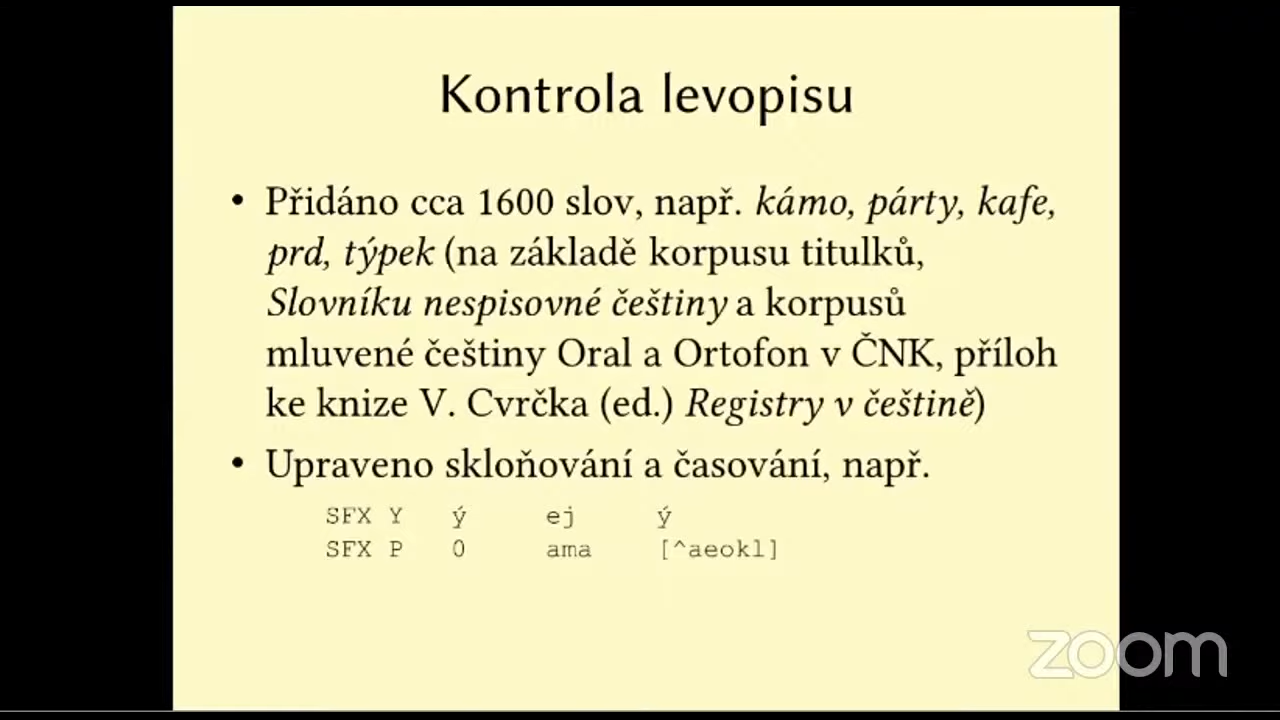 Kontrola levopisu
• Přidáno cca 1600 slov, např. kámo, párty, kafe,
prd, týpek (na základě korpusu titulků,
Slovníku nespisovné češtiny a korpusů
mluvené češtiny Oral a Ortofon v ČNK, příloh
ke knize V. Cvrčka (ed.) Registry v češtině)
• Upraveno skloňování a časování, např.
SFX Y ý ej ý
SFX P 0 ama [^aeokl]
zoom